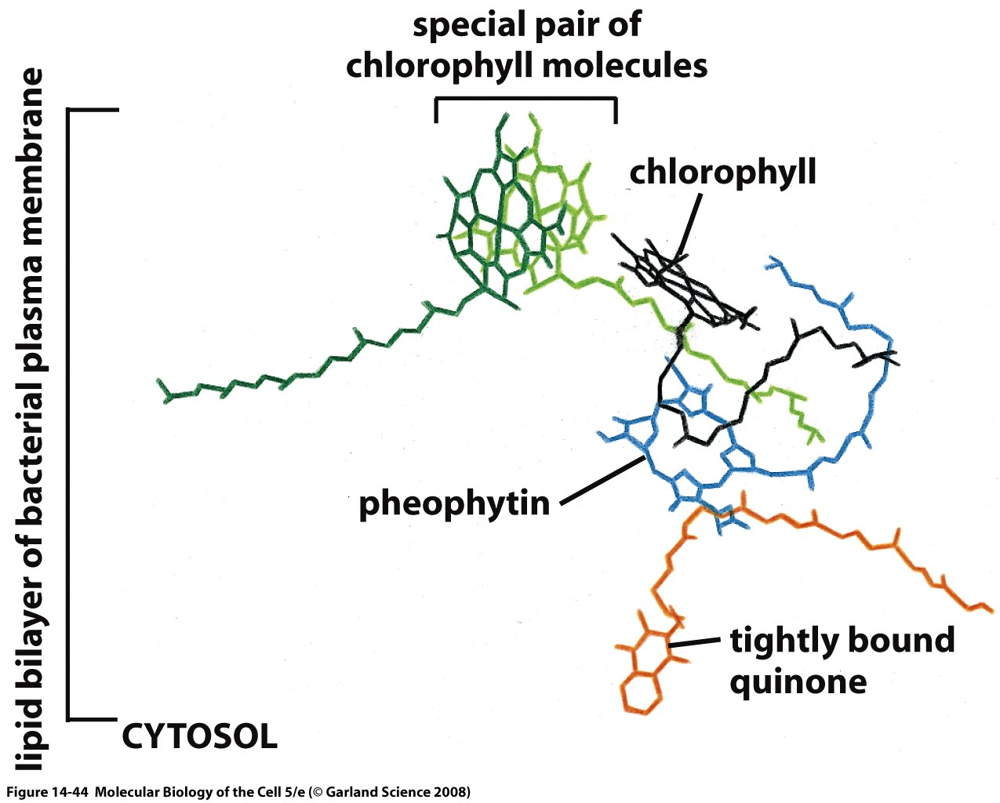 special pair of
chlorophyll molecules
lipid bilayer of bacterial plasma membrane
chlorophyll
pheophytin
tightly bound
quinone
CYTOSOL
Figure 14-44 Molecular Biology of the Cell 5/e (© Garland Science 2008)